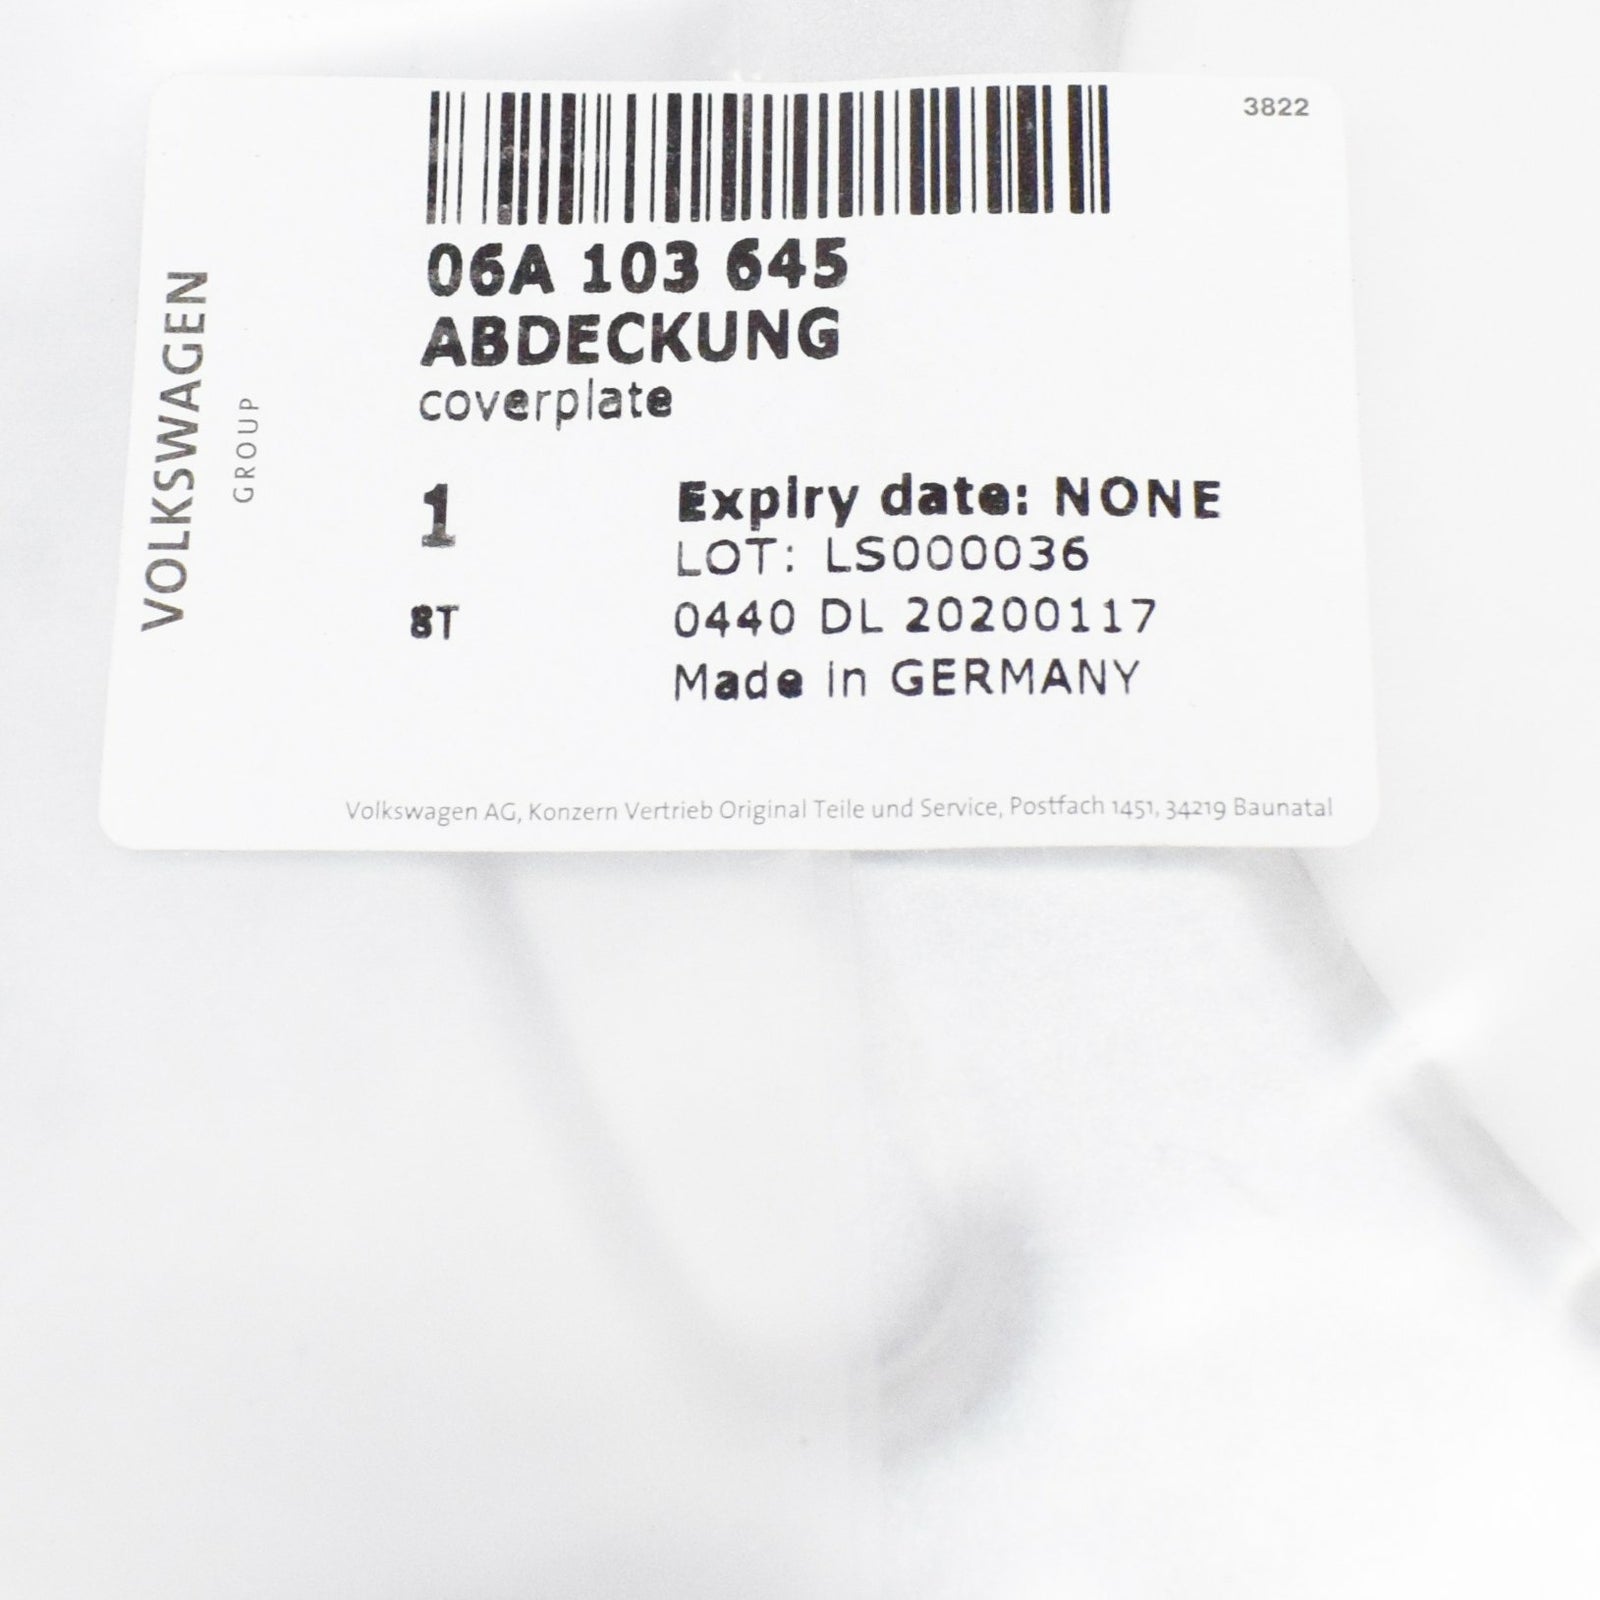 3822
06A 103 645
ABDECKUNG
coverplate
VOLKSWAGEN
GROUP
1
Expiry date: NONE
LOT: LS000036
8T
0440 DL 20200117
Made in GERMANY
Volkswagen AG, Konzern Vertrieb Original Teile und Service, Postfach 1451, 34219 Baunatal